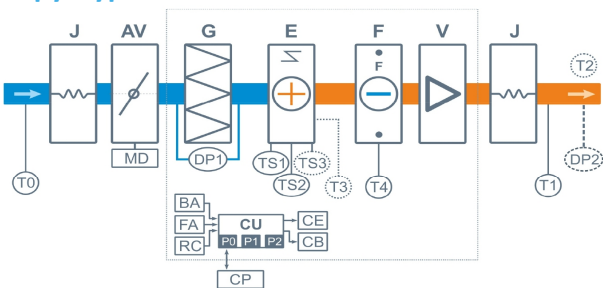 J AV G E F V J
F
T2
MD
DP1
TS1 TS3
TS2
T3
T0
T4
T1
DP2
BA
FA
RC
CU
P0 P1 P2
CE
CB
CP